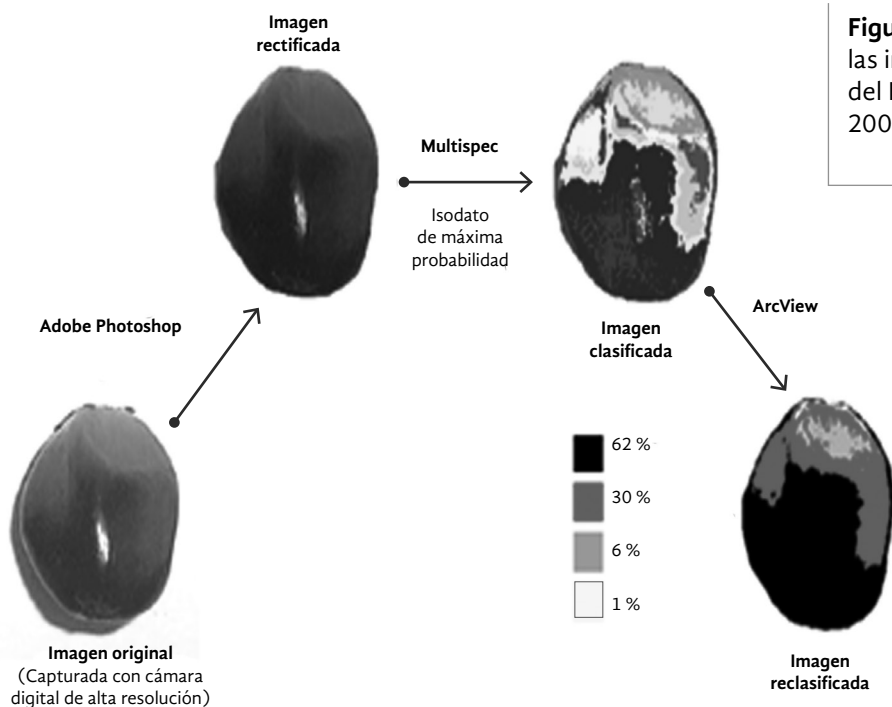 Imagen
rectificada
Figu
las i
del
200
Multispec
Isodato
de máxima
probabilidad
Adobe Photoshop
Imagen
clasificada
ArcView
62 %
30 %
6 %
1 %
Imagen original
(Capturada con cámara
digital de alta resolución)
Imagen
reclasificada